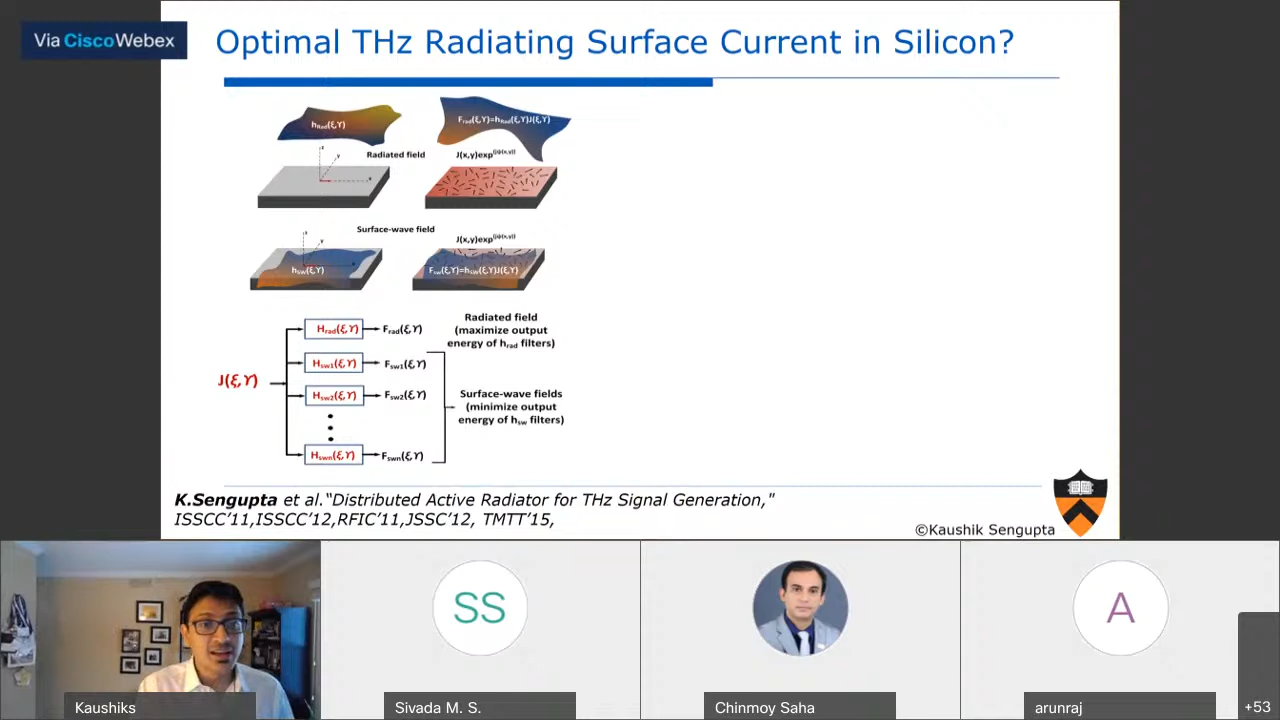 Via Cisco Webex
Optimal THz Radiating Surface Current in Silicon?
h_Rad(ξ,ϒ)
F_rad(ξ,ϒ)=h_Rad(ξ,ϒ)J(ξ,ϒ)
z
y
x
Radiated field
J(x,y)exp^(jφ(x,y))
Surface-wave field
J(x,y)exp^(jφ(x,y))
h_sw(ξ,ϒ)
F_sw(ξ,ϒ)=h_sw(ξ,ϒ)J(ξ,ϒ)
J(ξ,ϒ)
H_rad(ξ,ϒ)
F_rad(ξ,ϒ)
Radiated field
(maximize output
energy of h_rad filters)
H_sw1(ξ,ϒ)
F_sw1(ξ,ϒ)
H_sw2(ξ,ϒ)
F_sw2(ξ,ϒ)
Surface-wave fields
(minimize output
energy of h_sw filters)
H_swn(ξ,ϒ)
F_swn(ξ,ϒ)
K.Sengupta et al.“Distributed Active Radiator for THz Signal Generation,"
ISSCC’11,ISSCC’12,RFIC’11,JSSC’12, TMTT’15,
©Kaushik Sengupta
SS
A
Kaushiks
Sivada M. S.
Chinmoy Saha
arunraj
+53